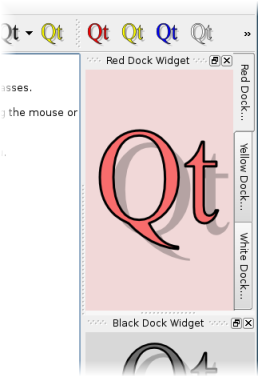 Qt Qt Qt Qt Qt Qt »
Red Dock Widget
asses.
the mouse or
Qt
Red Dock...
Yellow Dock...
White Dock...
Black Dock Widget
Qt